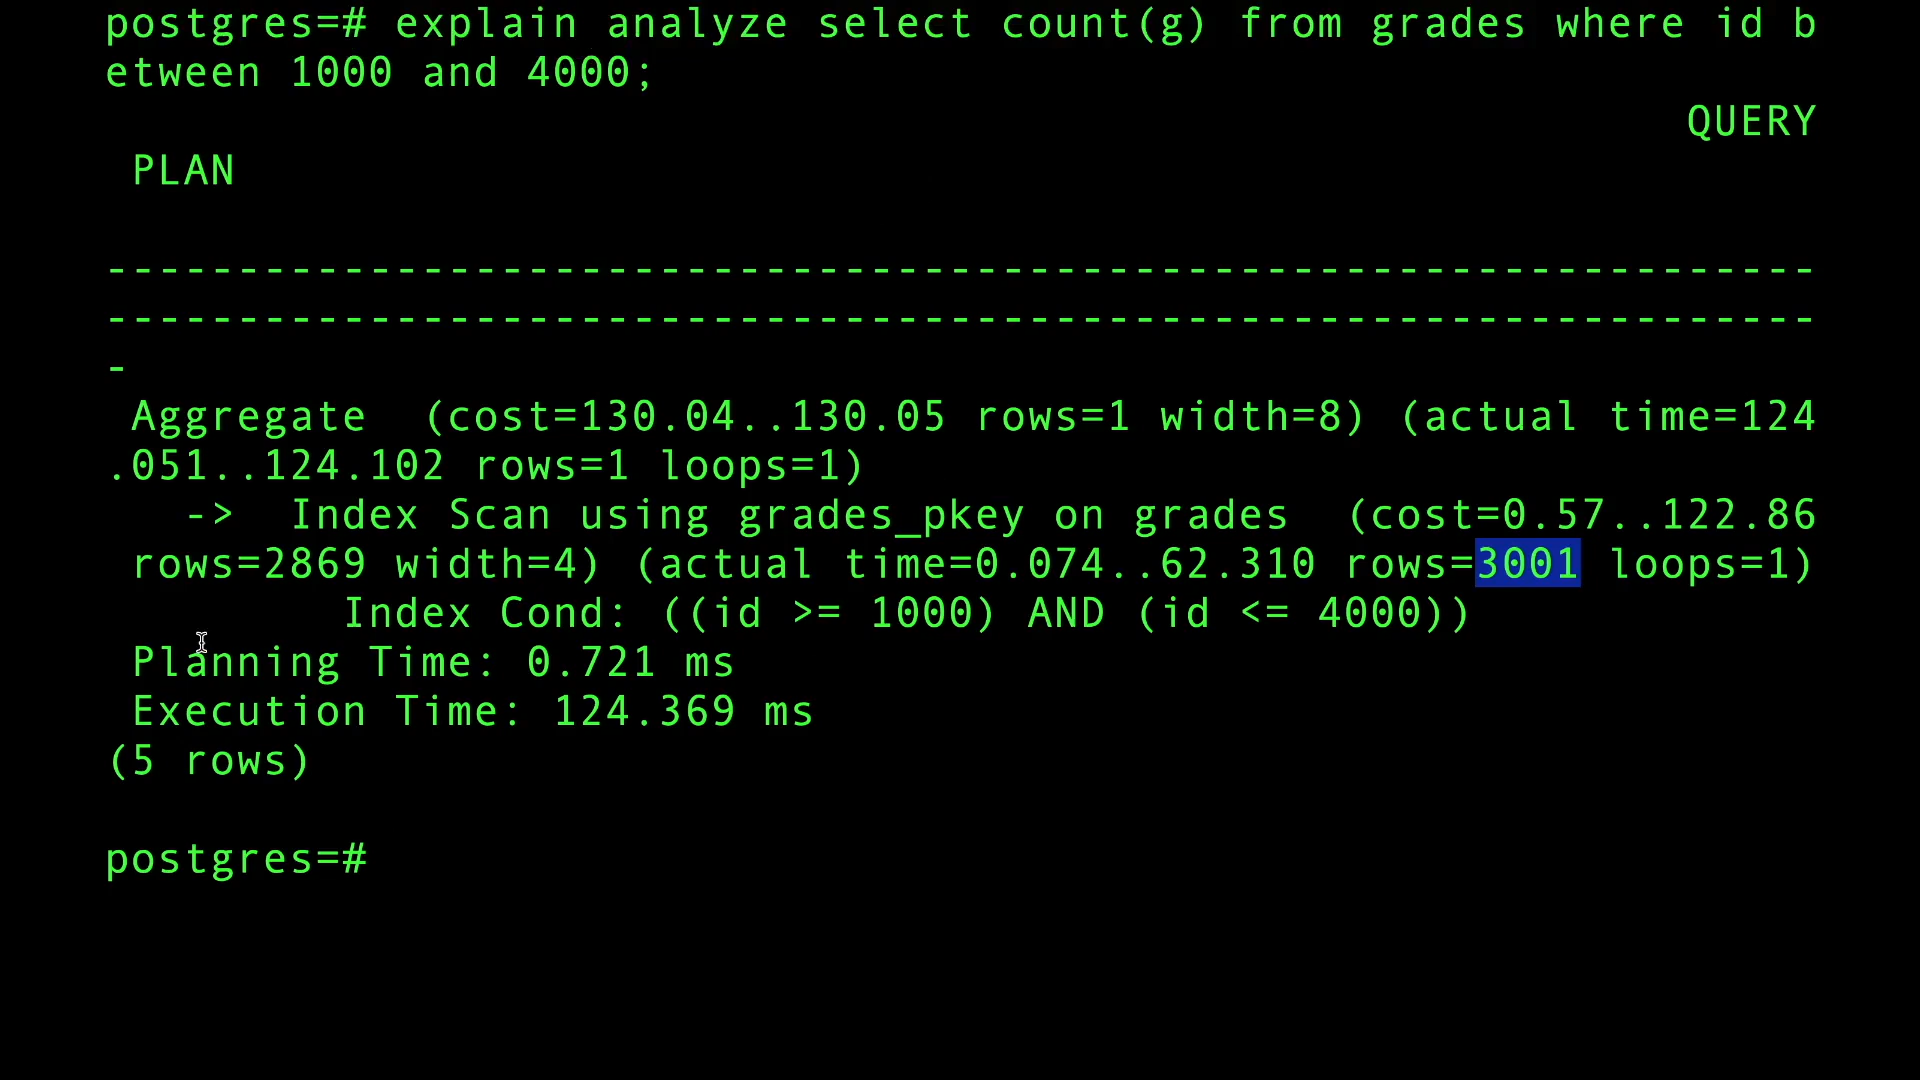 postgres=# explain analyze select count(g) from grades where id b
etween 1000 and 4000;
QUERY
PLAN
-----------------------------------------------------------------
-----------------------------------------------------------------
-
Aggregate  (cost=130.04..130.05 rows=1 width=8) (actual time=124
.051..124.102 rows=1 loops=1)
->  Index Scan using grades_pkey on grades  (cost=0.57..122.86
rows=2869 width=4) (actual time=0.074..62.310 rows=3001 loops=1)
Index Cond: ((id >= 1000) AND (id <= 4000))
Planning Time: 0.721 ms
Execution Time: 124.369 ms
(5 rows)
postgres=#